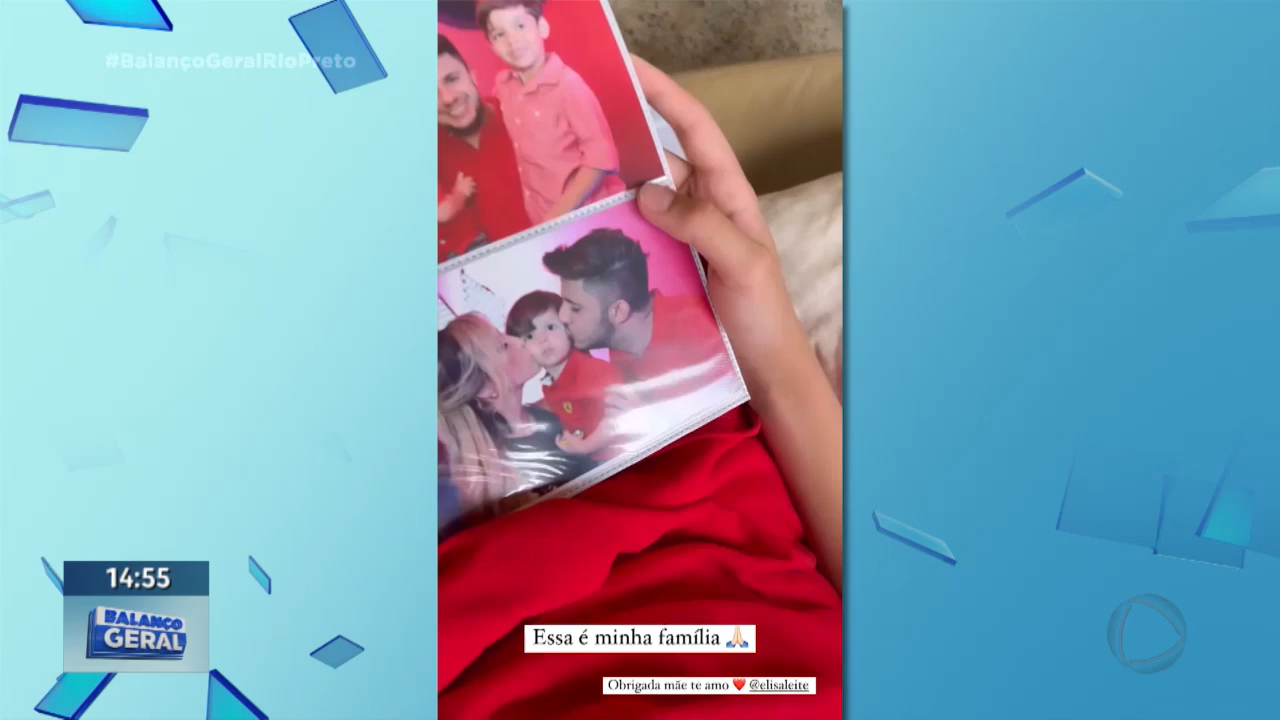 #BalançoGeralRioPreto
14:55
BALANÇO
GERAL
Essa é minha família 🙏🏻
Obrigada mãe te amo ❤️ @elisaleite